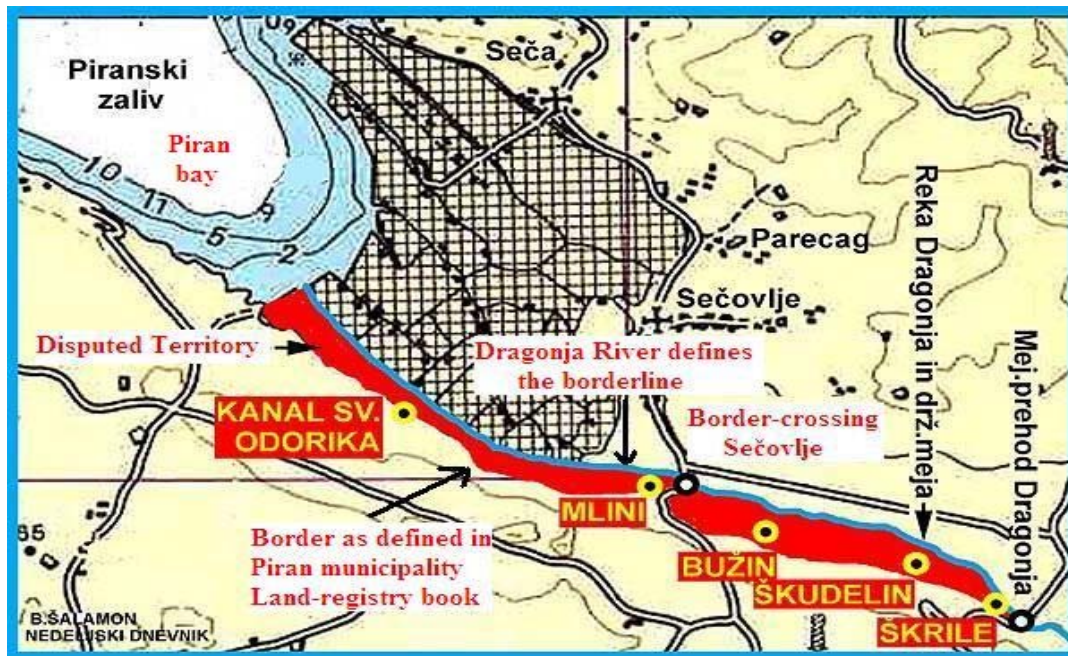 Seča
Piranski
zaliv
Piran
bay
10
11
5
2
9
Parecag
Sečovlje
Reka Dragonja in drž.meja
Mej.prehod Dragonja
Disputed Territory
Dragonja River defines
the borderline
KANAL SV.
ODORIKA
Border-crossing
Sečovlje
MLINI
Border as defined in
Piran municipality
Land-registry book
BUŽIN
ŠKUDELIN
ŠKRILE
B.ŠALAMON
NEDELJSKI DNEVNIK